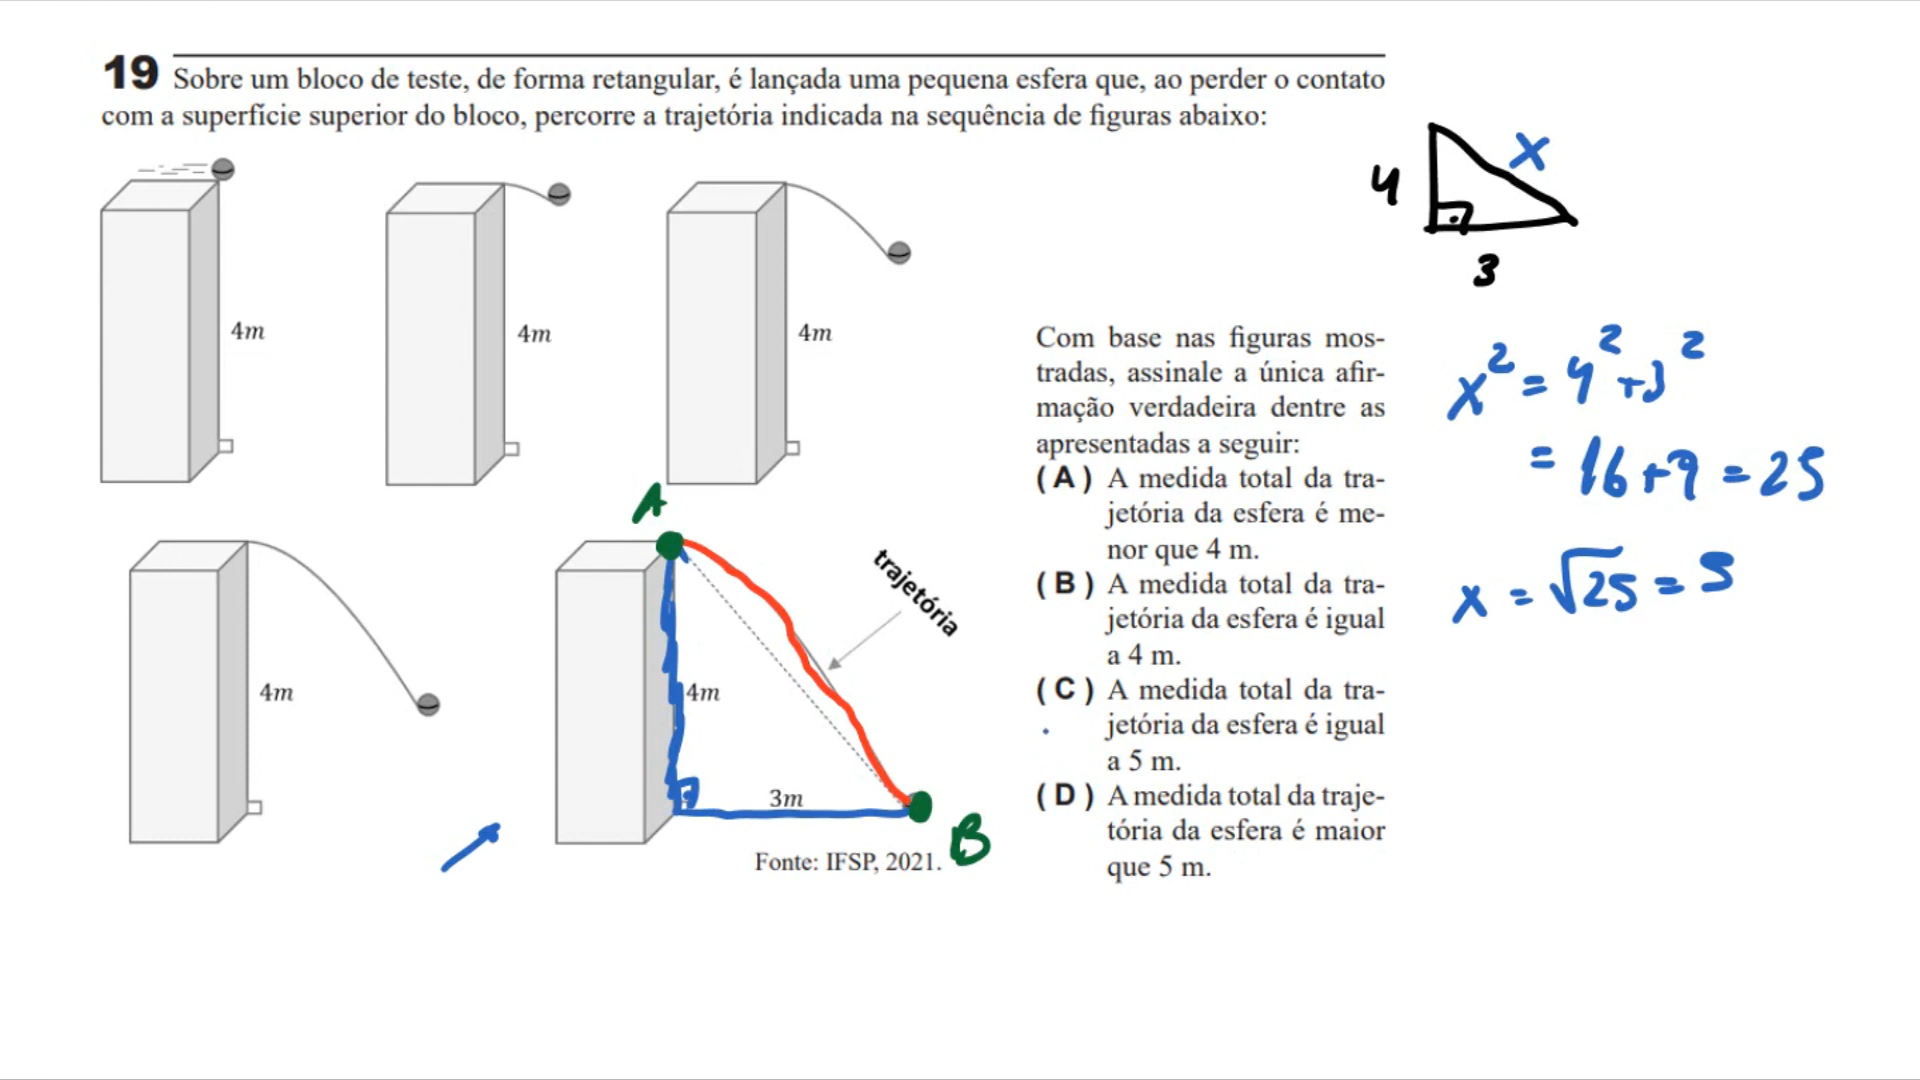 19 Sobre um bloco de teste, de forma retangular, é lançada uma pequena esfera que, ao perder o contato
com a superfície superior do bloco, percorre a trajetória indicada na sequência de figuras abaixo:
4m
4m
4m
4m
A
4m
3m
trajetória
B
Fonte: IFSP, 2021.
Com base nas figuras mos-
tradas, assinale a única afir-
mação verdadeira dentre as
apresentadas a seguir:
(A) A medida total da tra-
jetória da esfera é me-
nor que 4 m.
(B) A medida total da tra-
jetória da esfera é igual
a 4 m.
(C) A medida total da tra-
jetória da esfera é igual
a 5 m.
(D) A medida total da traje-
tória da esfera é maior
que 5 m.
4
x
3
x² = 4² + 3²
= 16 + 9 = 25
x = √25 = 5